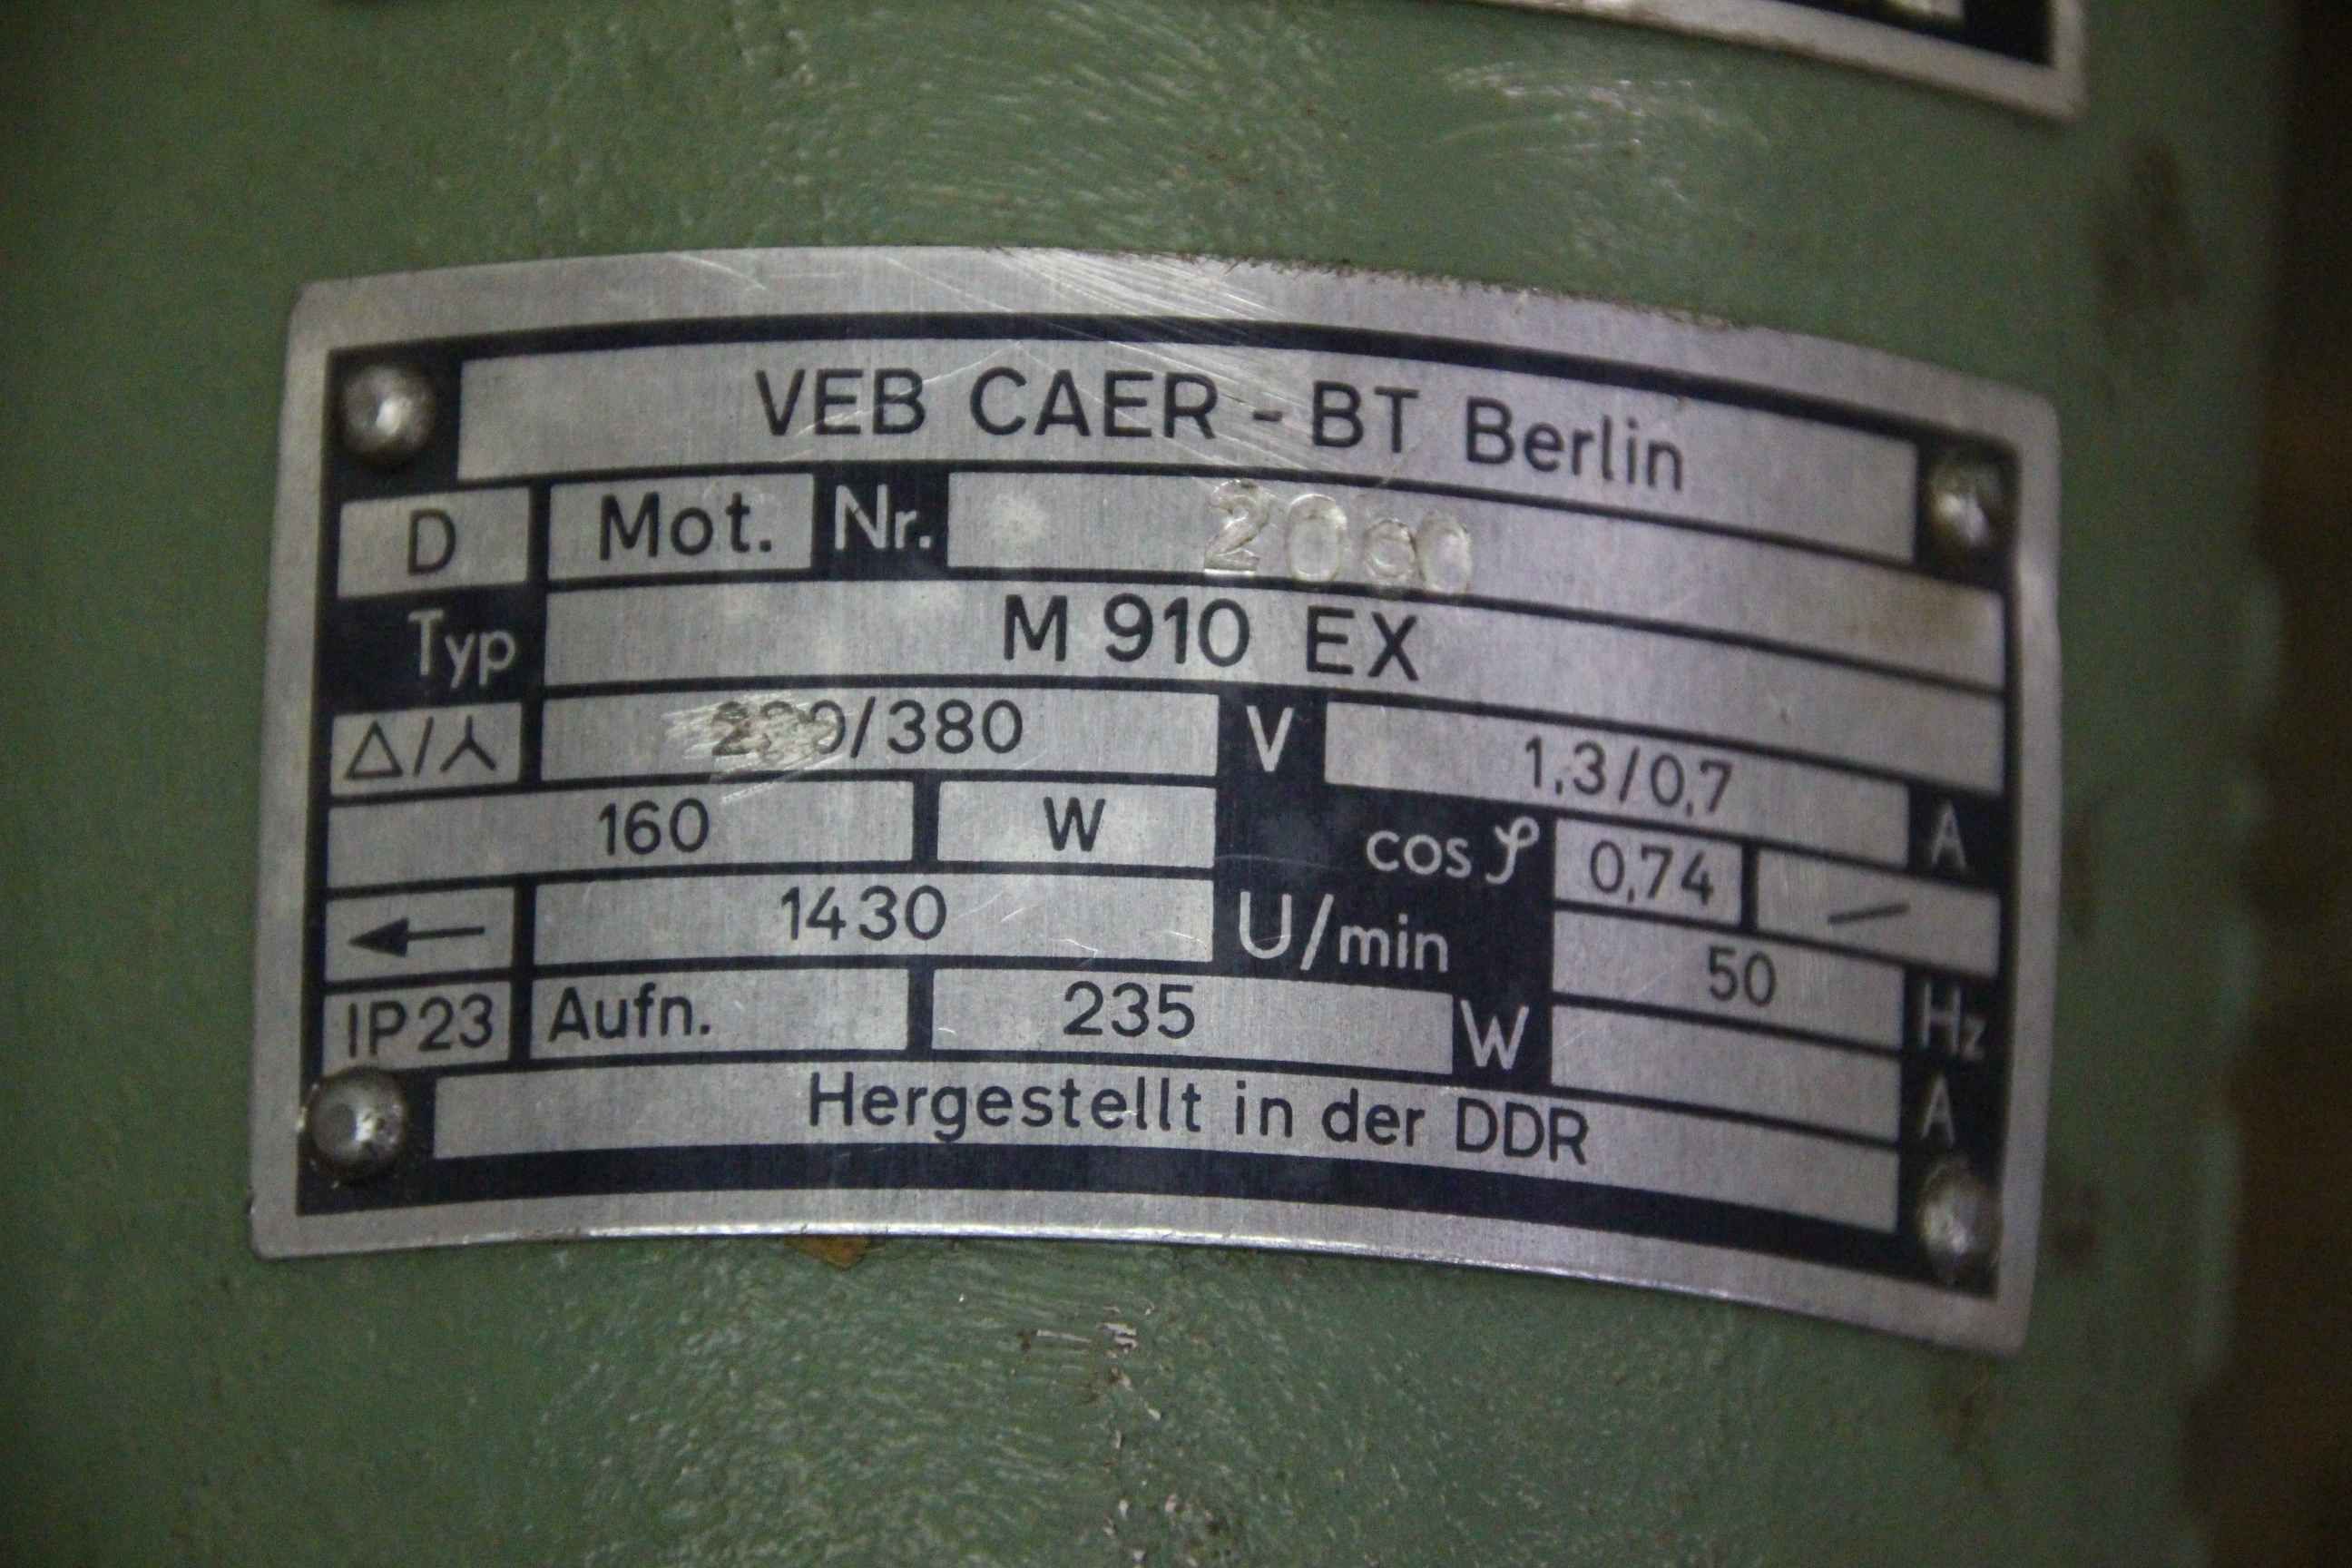 VEB CAER - BT Berlin
D Mot. Nr.
Typ M 910 EX
△/⅄ 220/380 V 1,3/0,7 A
160 W cos φ 0,74 /
← 1430 U/min 50 Hz
IP23 Aufn. 235 W A
Hergestellt in der DDR